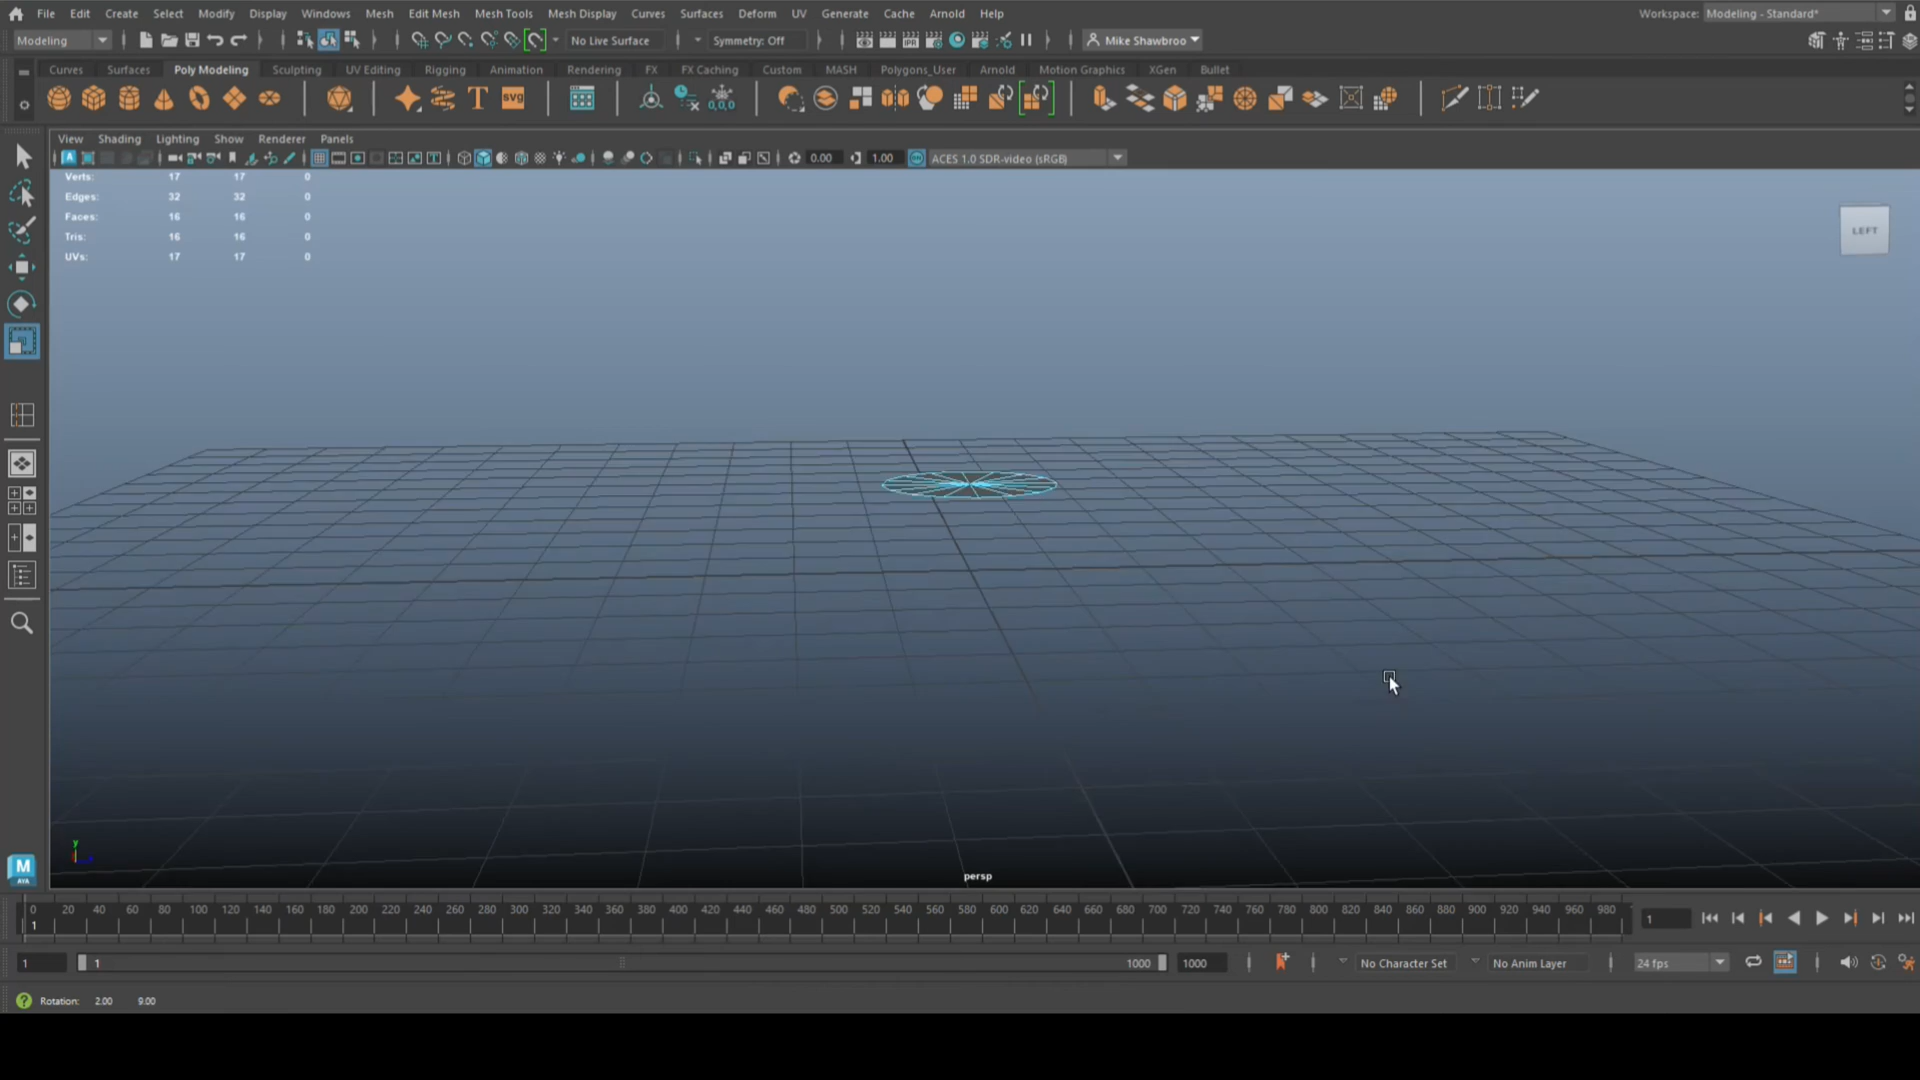 File Edit Create Select Modify Display Windows Mesh Edit Mesh Mesh Tools Mesh Display Curves Surfaces Deform UV Generate Cache Arnold Help Workspace: Modeling - Standard*
Modeling No Live Surface Symmetry: Off IPR Mike Shawbroo
Curves Surfaces Poly Modeling Sculpting UV Editing Rigging Animation Rendering FX FX Caching Custom MASH Polygons_User Arnold Motion Graphics XGen Bullet
T SVG 0,0,0
View Shading Lighting Show Renderer Panels
0.00 1.00 ACES 1.0 SDR-video (sRGB)
Verts: 17 17 0
Edges: 32 32 0
Faces: 16 16 0
Tris: 16 16 0
UVs: 17 17 0
LEFT
y
persp
M
AYA
0 20 40 60 80 100 120 140 160 180 200 220 240 260 280 300 320 340 360 380 400 420 440 460 480 500 520 540 560 580 600 620 640 660 680 700 720 740 760 780 800 820 840 860 880 900 920 940 960 980
1 1
1 1 1000 1000 No Character Set No Anim Layer 24 fps
Rotation: 2.00 9.00